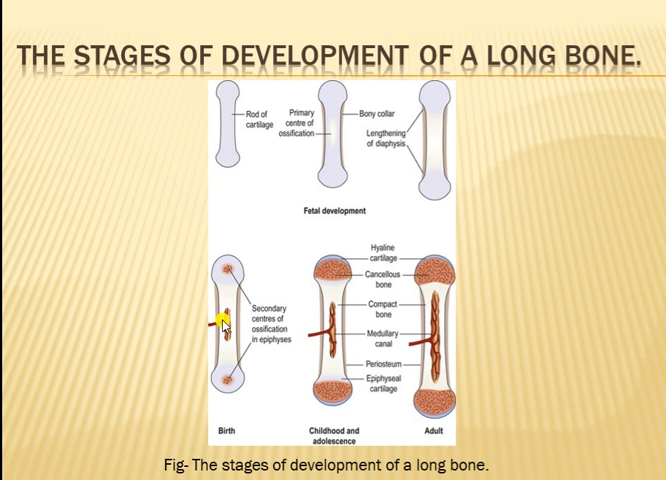 THE STAGES OF DEVELOPMENT OF A LONG BONE.
Rod of
cartilage
Primary
centre of
ossification
Bony collar
Lengthening
of diaphysis
Fetal development
Hyaline
cartilage
Cancellous
bone
Secondary
centres of
ossification
in epiphyses
Compact
bone
Medullary
canal
Periosteum
Epiphyseal
cartilage
Birth
Childhood and
adolescence
Adult
Fig- The stages of development of a long bone.